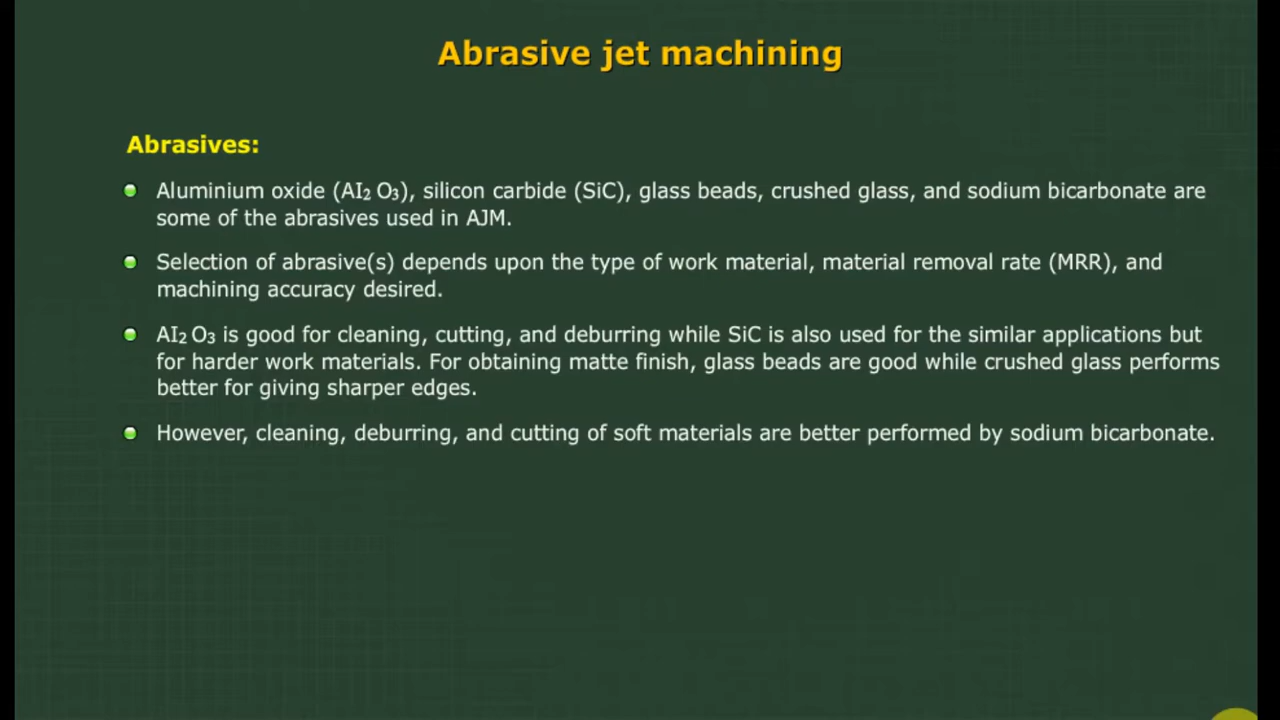 Abrasive jet machining
Abrasives:
Aluminium oxide (AI₂ O₃), silicon carbide (SiC), glass beads, crushed glass, and sodium bicarbonate are
some of the abrasives used in AJM.
Selection of abrasive(s) depends upon the type of work material, material removal rate (MRR), and
machining accuracy desired.
AI₂ O₃ is good for cleaning, cutting, and deburring while SiC is also used for the similar applications but
for harder work materials. For obtaining matte finish, glass beads are good while crushed glass performs
better for giving sharper edges.
However, cleaning, deburring, and cutting of soft materials are better performed by sodium bicarbonate.